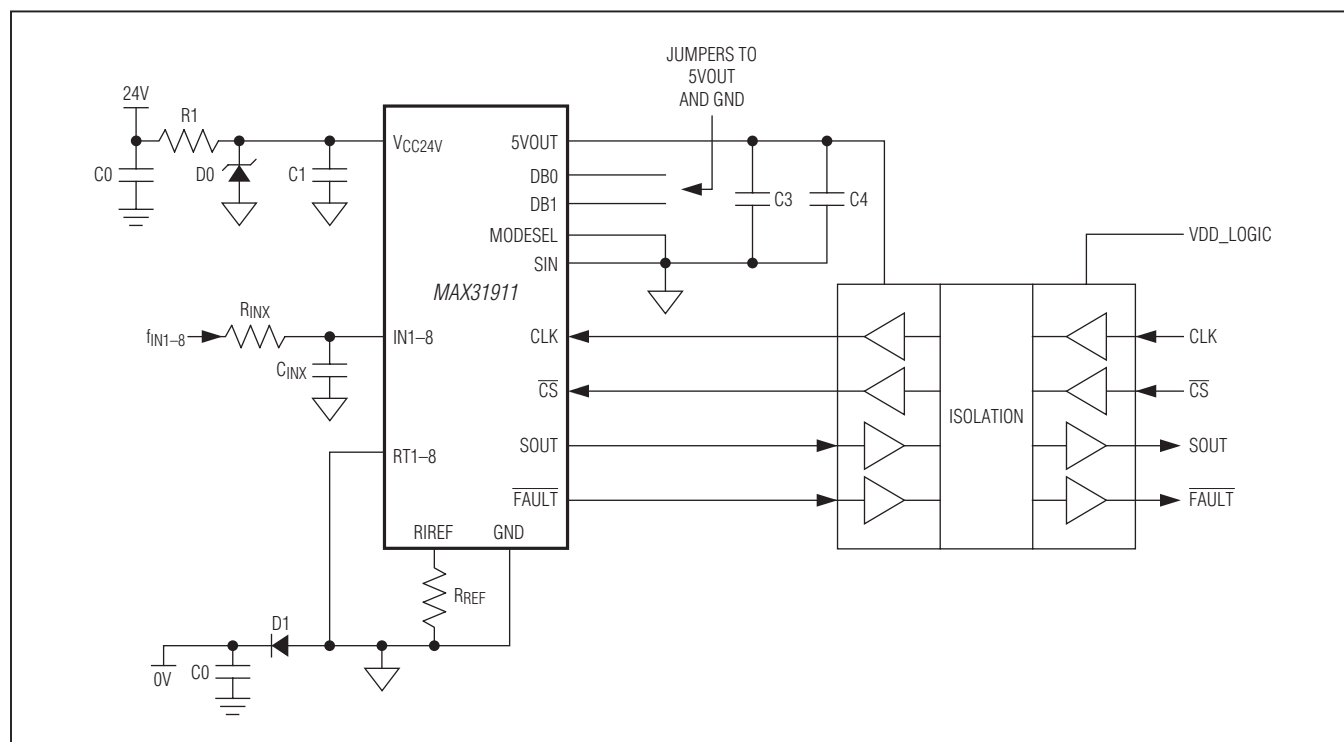 JUMPERS TO
5VOUT
AND GND
24V
R1
C0
D0
C1
VCC24V
5VOUT
DB0
DB1
MODESEL
SIN
C3
C4
VDD_LOGIC
MAX31911
RINX
fIN1–8
CINX
IN1–8
CLK
CS
SOUT
FAULT
ISOLATION
CLK
CS
SOUT
FAULT
RT1–8
RIREF
GND
RREF
D1
C0
0V